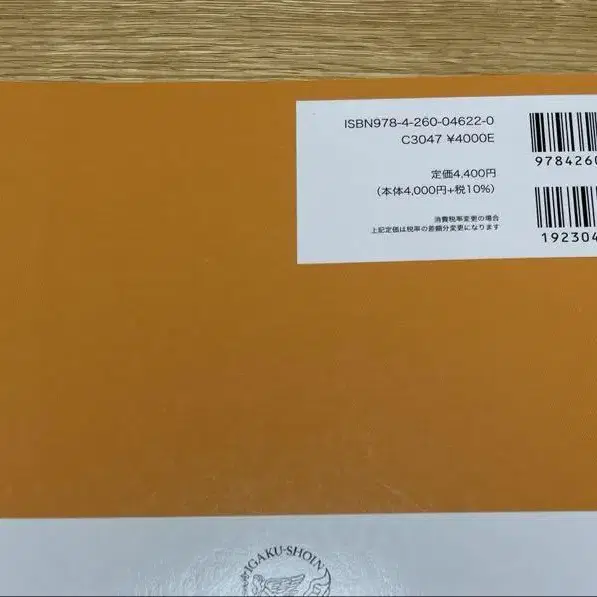 ISBN978-4-260-04622-0
C3047 ¥4000E
定価4,400円
(本体4,000円+税10%)
消費税率変更の場合
上記定価は税率の差額分変更になります
978426
192304
IGAKU-SHOIN